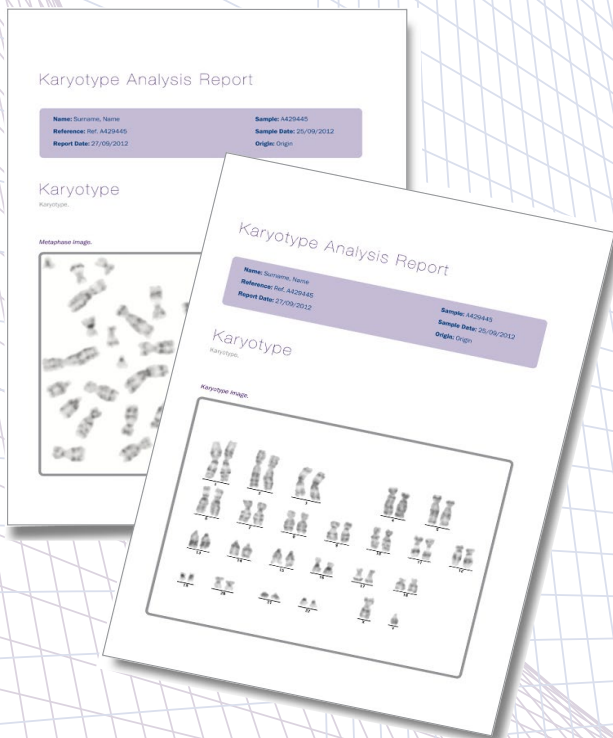 Karyotype Analysis Report
Name: Surname, Name
Reference: Ref. A429445
Report Date: 27/09/2012
Sample: A429445
Sample Date: 25/09/2012
Origin: Origin
Karyotype
Karyotype.
Metaphase image.
Karyotype Analysis Report
Name: Surname, Name
Reference: Ref. A429445
Report Date: 27/09/2012
Sample: A429445
Sample Date: 25/09/2012
Origin: Origin
Karyotype
Karyotype.
Karyotype image.